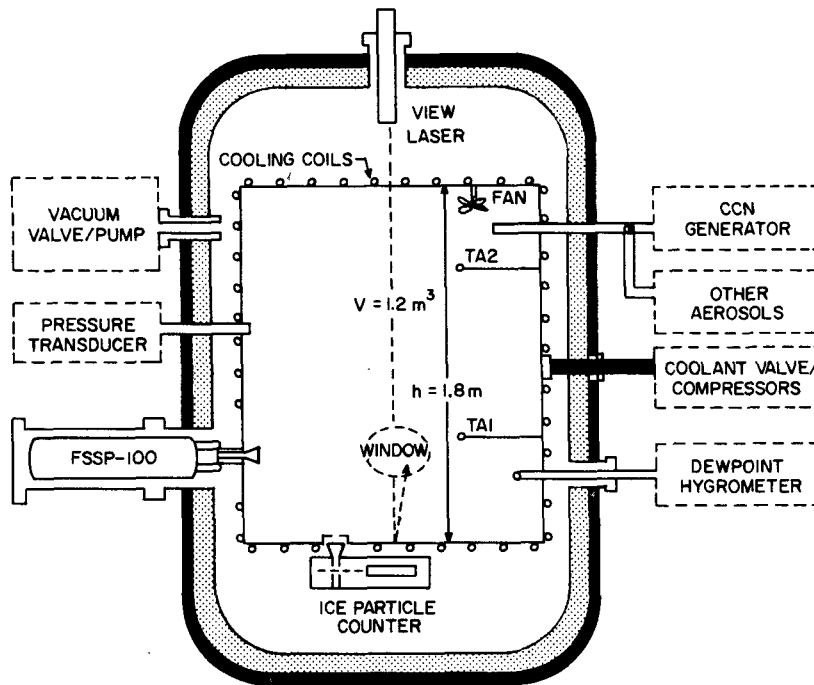 VIEW
LASER
COOLING COILS
FAN
VACUUM
VALVE/PUMP
CCN
GENERATOR
TA2
V = 1.2 m³
OTHER
AEROSOLS
PRESSURE
TRANSDUCER
COOLANT VALVE/
COMPRESSORS
h = 1.8 m
TA1
FSSP-100
WINDOW
DEWPOINT
HYGROMETER
ICE PARTICLE
COUNTER